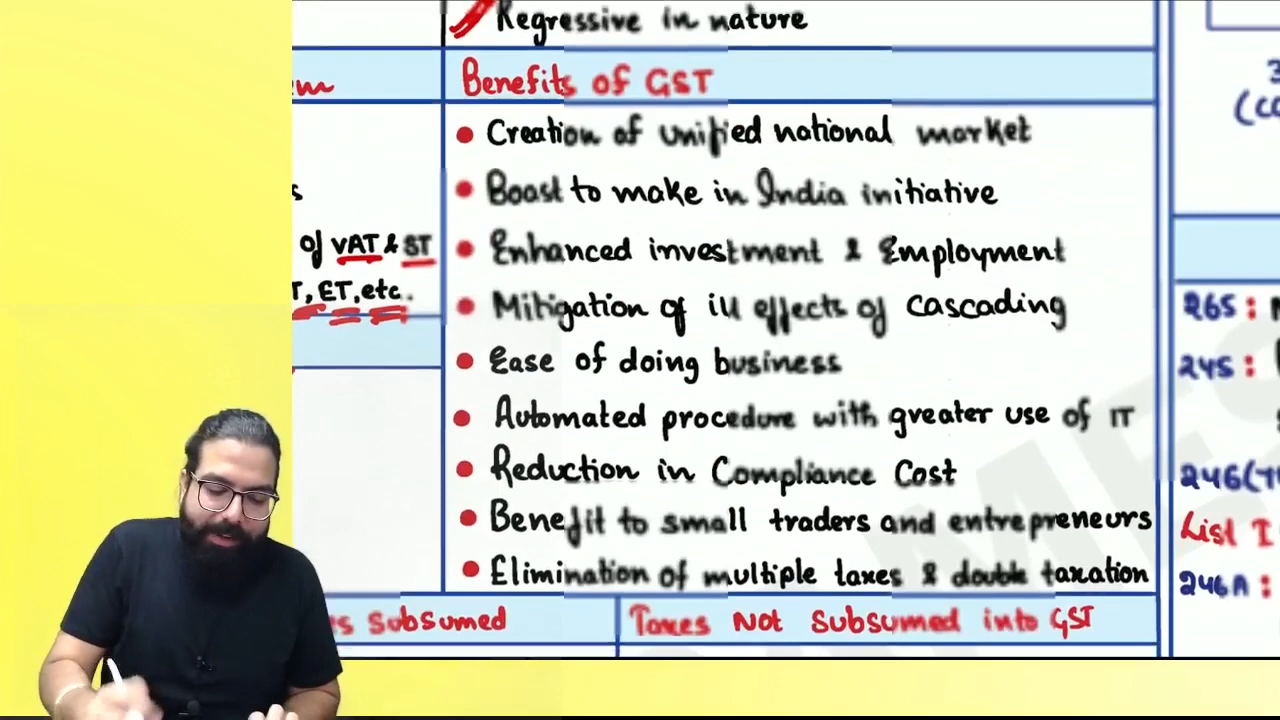 Regressive in nature
Benefits of GST
Creation of unified national market
Boost to make in India initiative
of VAT & ST
Enhanced investment & Employment
T, ET, etc.
Mitigation of ill effects of cascading
Ease of doing business
Automated procedure with greater use of IT
Reduction in Compliance Cost
Benefit to small traders and entrepreneurs
Elimination of multiple taxes & double taxation
Subsumed
Taxes Not Subsumed into GST
265 :
245 :
246
List I
246A :